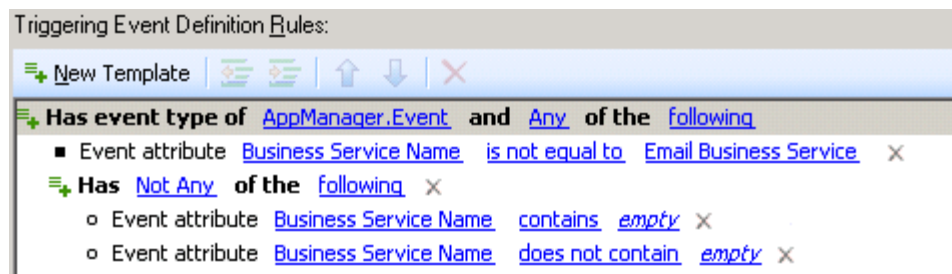 Triggering Event Definition Rules:
New Template
Has event type of AppManager.Event and Any of the following
Event attribute Business Service Name is not equal to Email Business Service
Has Not Any of the following
Event attribute Business Service Name contains empty
Event attribute Business Service Name does not contain empty